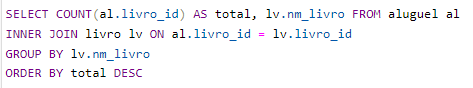 SELECT COUNT(al.livro_id) AS total, lv.nm_livro FROM aluguel al
INNER JOIN livro lv ON al.livro_id = lv.livro_id
GROUP BY lv.nm_livro
ORDER BY total DESC